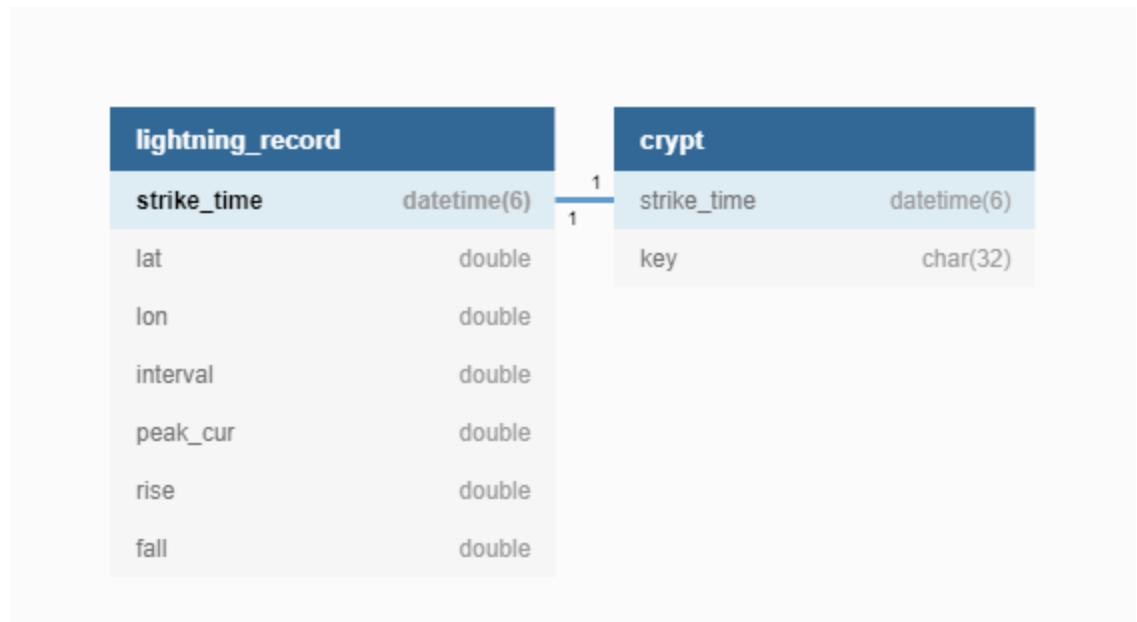 lightning_record
strike_time datetime(6)
lat double
lon double
interval double
peak_cur double
rise double
fall double
1
1
crypt
strike_time datetime(6)
key char(32)